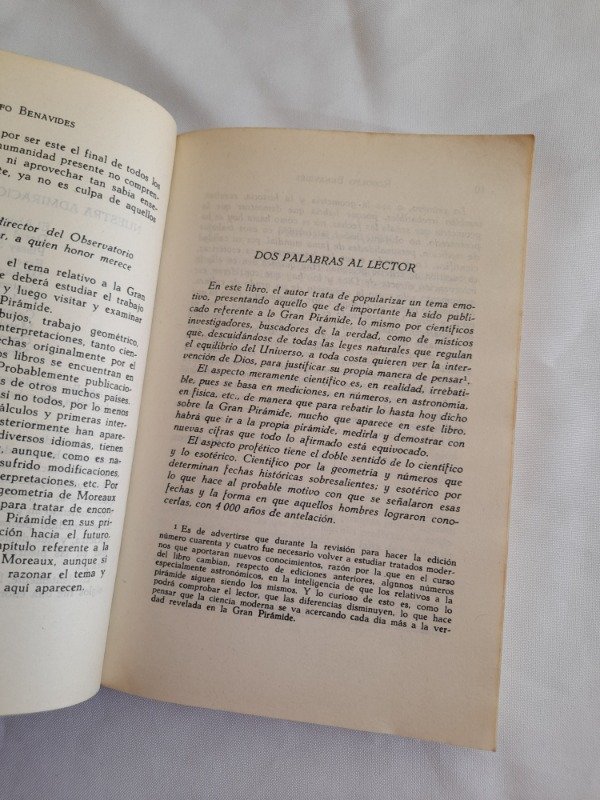 FO BENAVIDES
por ser este el final de todos los
humanidad presente no compren-
ni aprovechar tan sabia ense-
te, ya no es culpa de aquellos
director del Observatorio
r, a quien honor merece
el tema relativo a la Gran
e deberá estudiar el trabajo
y luego visitar y examinar
Pirámide.
bujos, trabajo geométrico,
nterpretaciones, tanto cien-
echas originalmente por el
os libros se encuentran en
Probablemente publicacio-
s de otros muchos países.
si no todos, por lo menos
álculos y primeras inter-
osteriormente han apare-
diversos idiomas, tienen
, aunque, como es na-
sufrido modificaciones,
erpretaciones, etc. Por
geometría de Moreaux
para tratar de encon-
Pirámide en sus pri-
ción hacia el futuro.
apítulo referente a la
Moreaux, aunque sí
razonar el tema y
aquí aparecen.
DOS PALABRAS AL LECTOR
En este libro, el autor trata de popularizar un tema emo-
tivo, presentando aquello que de importante ha sido publi-
cado referente a la Gran Pirámide, lo mismo por científicos
investigadores, buscadores de la verdad, como de místicos
que, descuidándose de todas las leyes naturales que regulan
el equilibrio del Universo, a toda costa quieren ver la inter-
vención de Dios, para justificar su propia manera de pensar¹.
El aspecto meramente científico es, en realidad, irrebati-
ble, pues se basa en mediciones, en números, en astronomía,
en física, etc., de manera que para rebatir lo hasta hoy dicho
sobre la Gran Pirámide, mucho que aparece en este libro,
habrá que ir a la propia pirámide, medirla y demostrar con
nuevas cifras que todo lo afirmado está equivocado.
El aspecto profético tiene el doble sentido de lo científico
y lo esotérico. Científico por la geometría y números que
determinan fechas históricas sobresalientes; y esotérico por
lo que hace al probable motivo con que se señalaron esas
fechas y la forma en que aquellos hombres lograron cono-
cerlas, con 4 000 años de antelación.
¹ Es de advertirse que durante la revisión para hacer la edición
número cuarenta y cuatro fue necesario volver a estudiar tratados moder-
nos que aportaran nuevos conocimientos, razón por la que en el curso
del libro cambian, respecto de ediciones anteriores, algnnos números
especialmente astronómicos, en la inteligencia de que los relativos a la
pirámide siguen siendo los mismos. Y lo curioso de esto es, como lo
podrá comprobar el lector, que las diferencias disminuyen, lo que hace
pensar que la ciencia moderna se va acercando cada día más a la ver-
dad revelada en la Gran Pirámide.